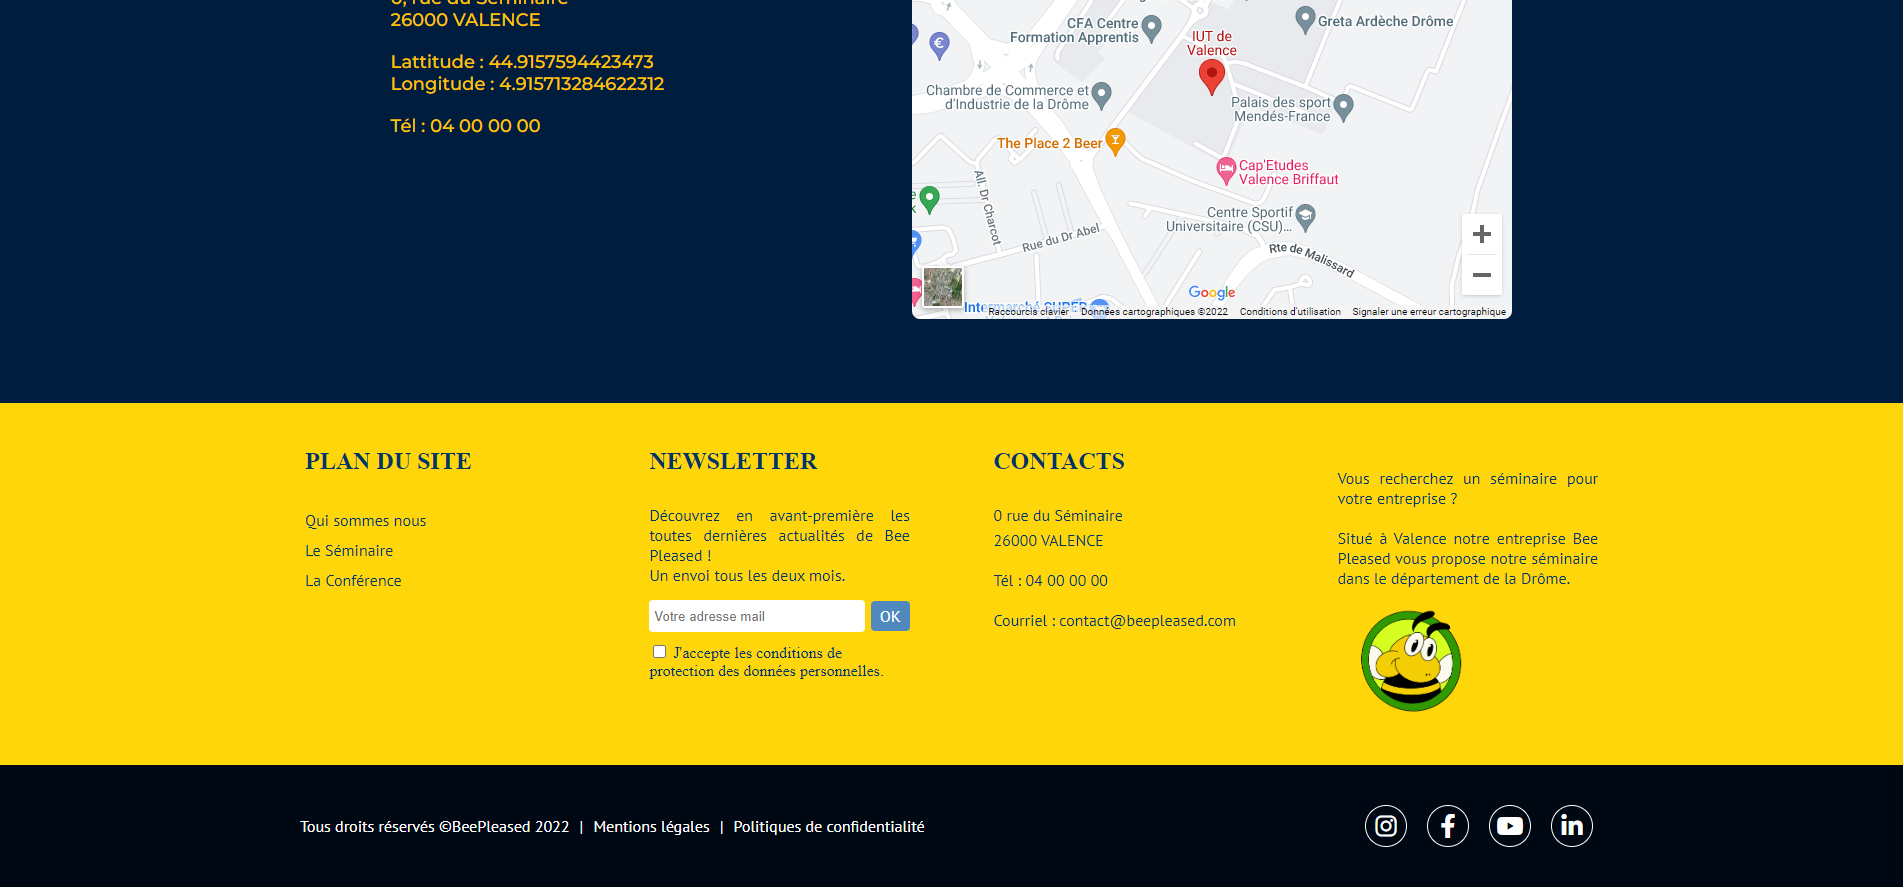 0, rue du Séminaire
26000 VALENCE
Lattitude : 44.9157594423473
Longitude : 4.915713284622312
Tél : 04 00 00 00
CFA Centre
Formation Apprentis
Greta Ardèche Drôme
IUT de
Valence
Chambre de Commerce et
d'Industrie de la Drôme
Palais des sport
Mendés-France
The Place 2 Beer
Cap'Etudes
Valence Briffaut
All. Dr Charcot
Centre Sportif
Universitaire (CSU)...
Rue du Dr Abel
Rte de Malissard
Google
Intermarché SUPER
Raccourcis clavier
Données cartographiques ©2022
Conditions d'utilisation
Signaler une erreur cartographique
PLAN DU SITE
Qui sommes nous
Le Séminaire
La Conférence
NEWSLETTER
Découvrez en avant-première les
toutes dernières actualités de Bee
Pleased !
Un envoi tous les deux mois.
Votre adresse mail
OK
J'accepte les conditions de
protection des données personnelles.
CONTACTS
0 rue du Séminaire
26000 VALENCE
Tél : 04 00 00 00
Courriel : contact@beepleased.com
Vous recherchez un séminaire pour
votre entreprise ?
Situé à Valence notre entreprise Bee
Pleased vous propose notre séminaire
dans le département de la Drôme.
Tous droits réservés ©BeePleased 2022 | Mentions légales | Politiques de confidentialité